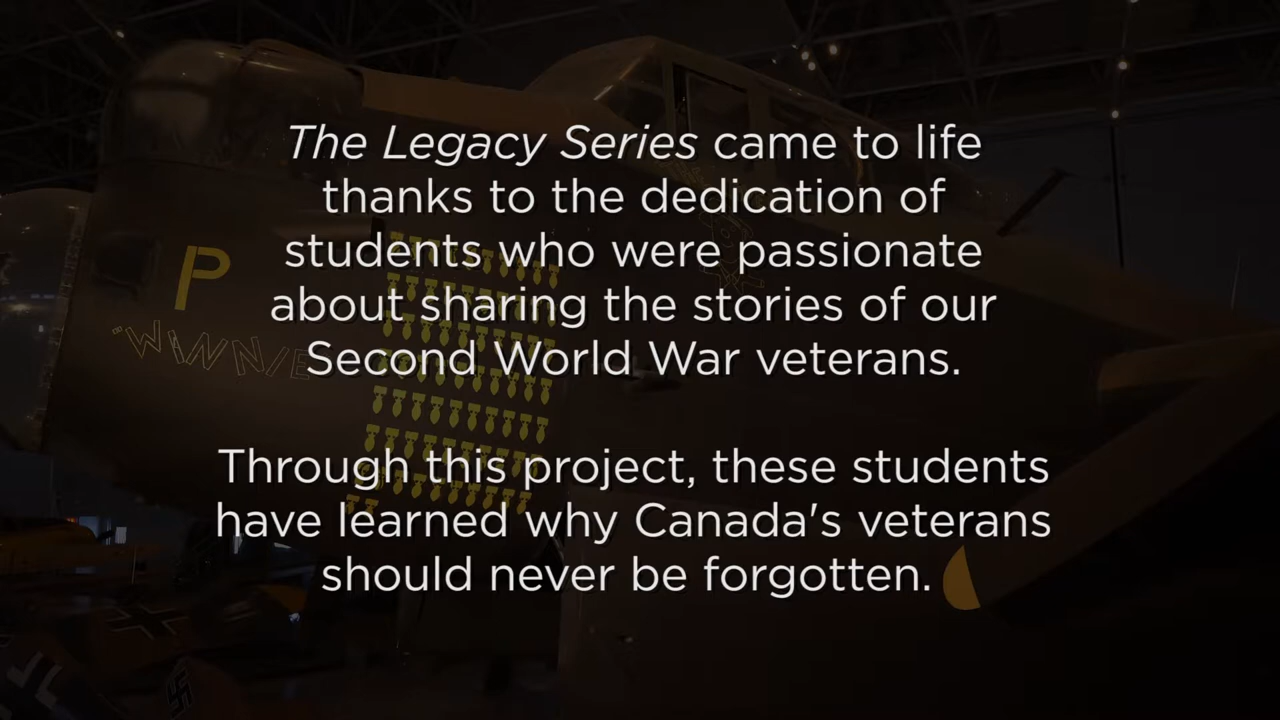 The Legacy Series came to life
thanks to the dedication of
students who were passionate
about sharing the stories of our
Second World War veterans.
Through this project, these students
have learned why Canada's veterans
should never be forgotten.
P
"WINNIE